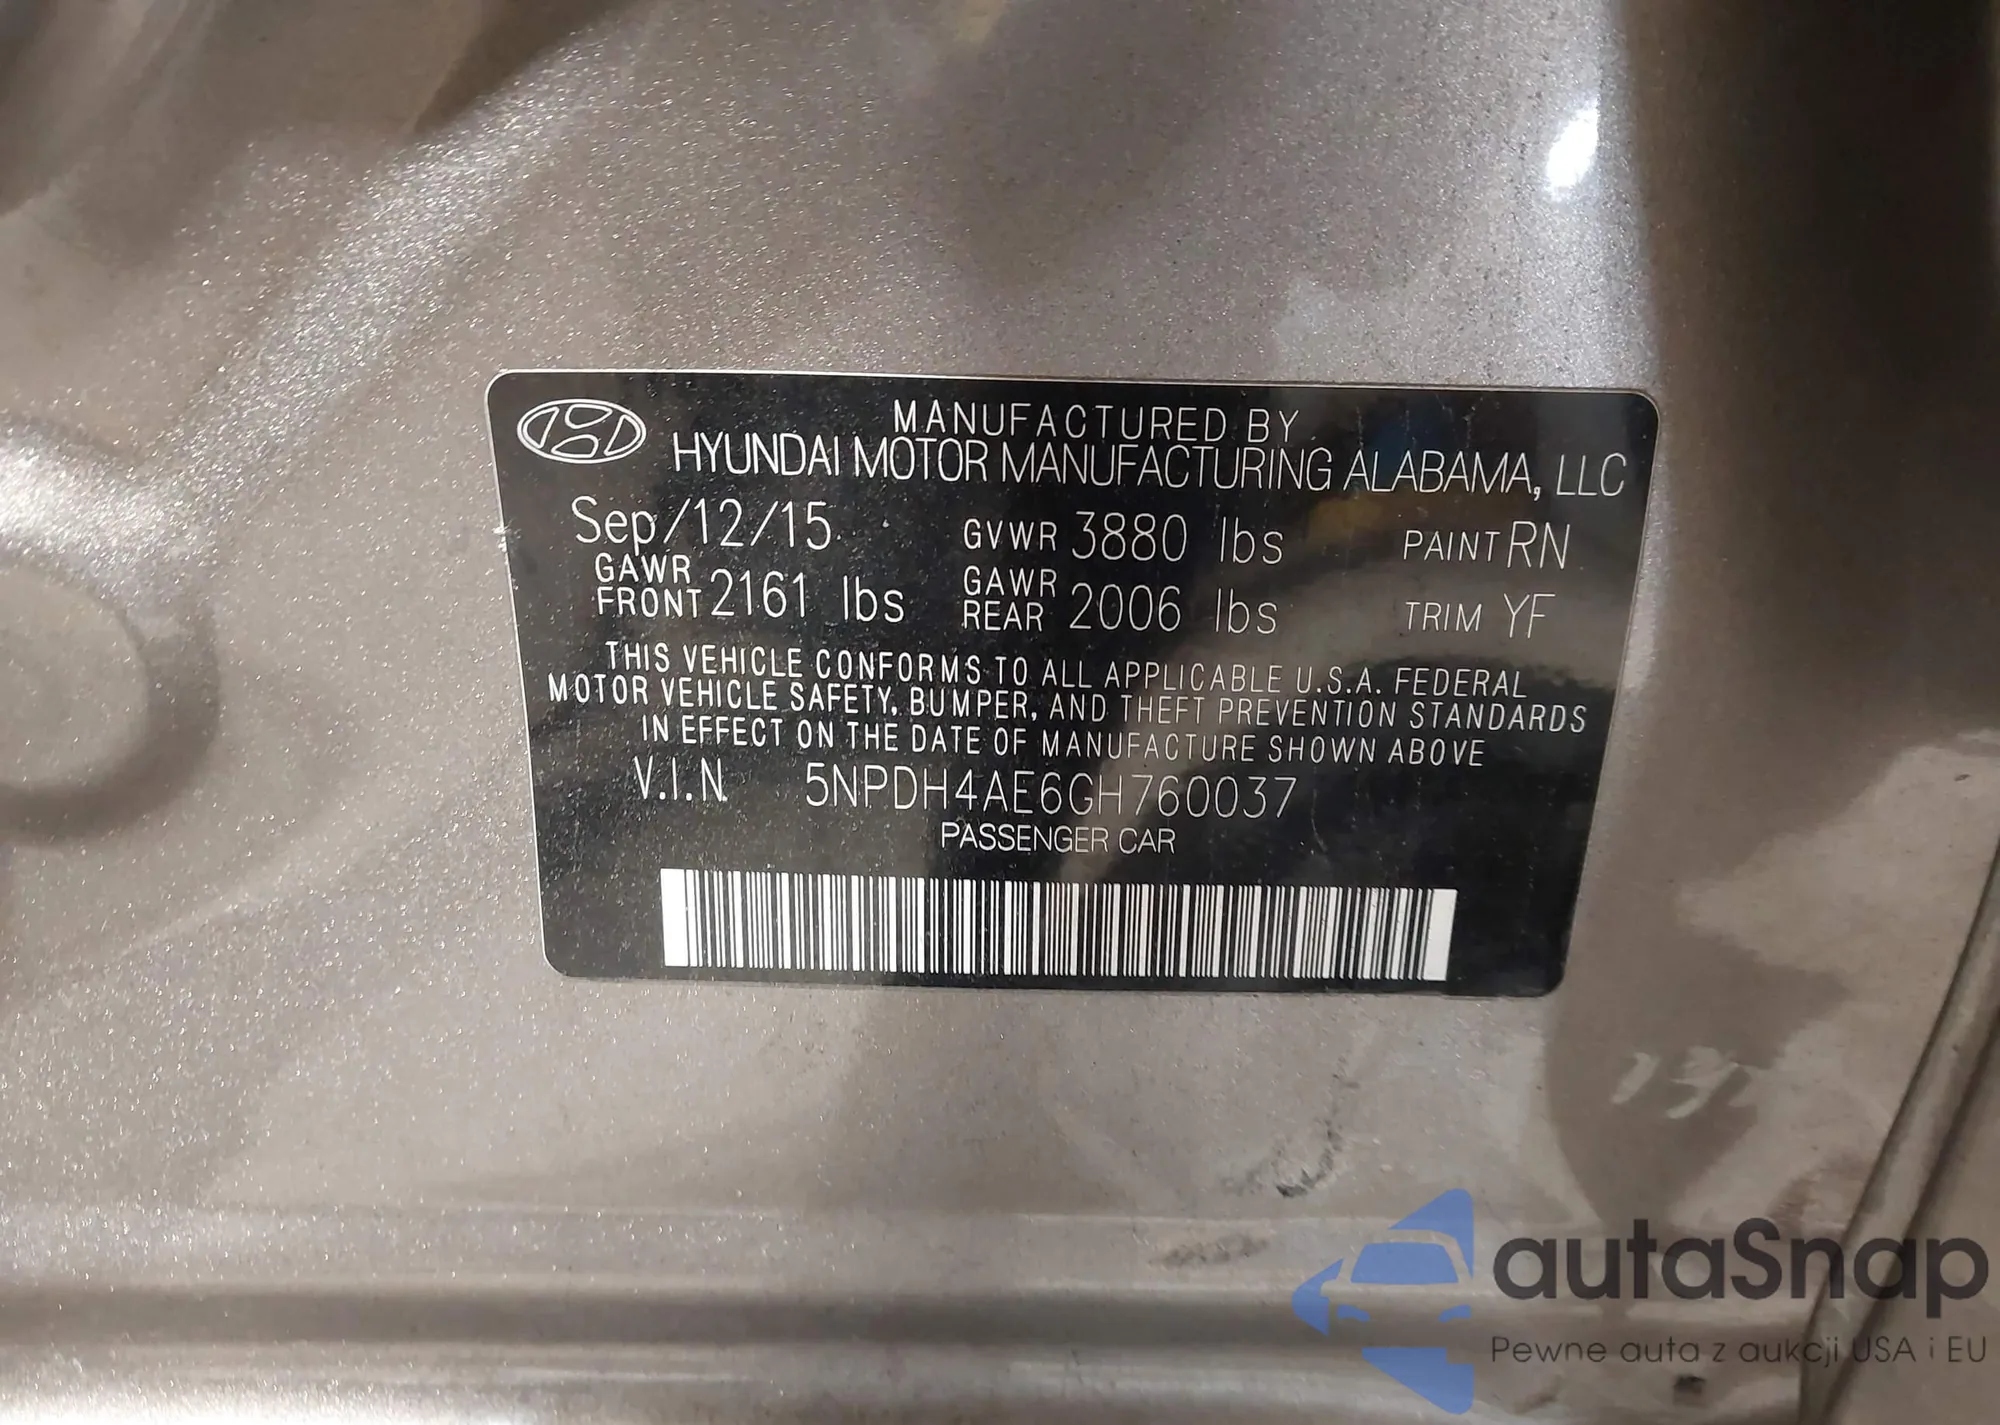 MANUFACTURED BY
HYUNDAI MOTOR MANUFACTURING ALABAMA, LLC
Sep/12/15 GVWR 3880 lbs PAINT RN
GAWR FRONT 2161 lbs GAWR REAR 2006 lbs TRIM YF
THIS VEHICLE CONFORMS TO ALL APPLICABLE U.S.A. FEDERAL
MOTOR VEHICLE SAFETY, BUMPER, AND THEFT PREVENTION STANDARDS
IN EFFECT ON THE DATE OF MANUFACTURE SHOWN ABOVE
V.I.N. 5NPDH4AE6GH760037
PASSENGER CAR
autaSnap
Pewne auta z aukcji USA i EU